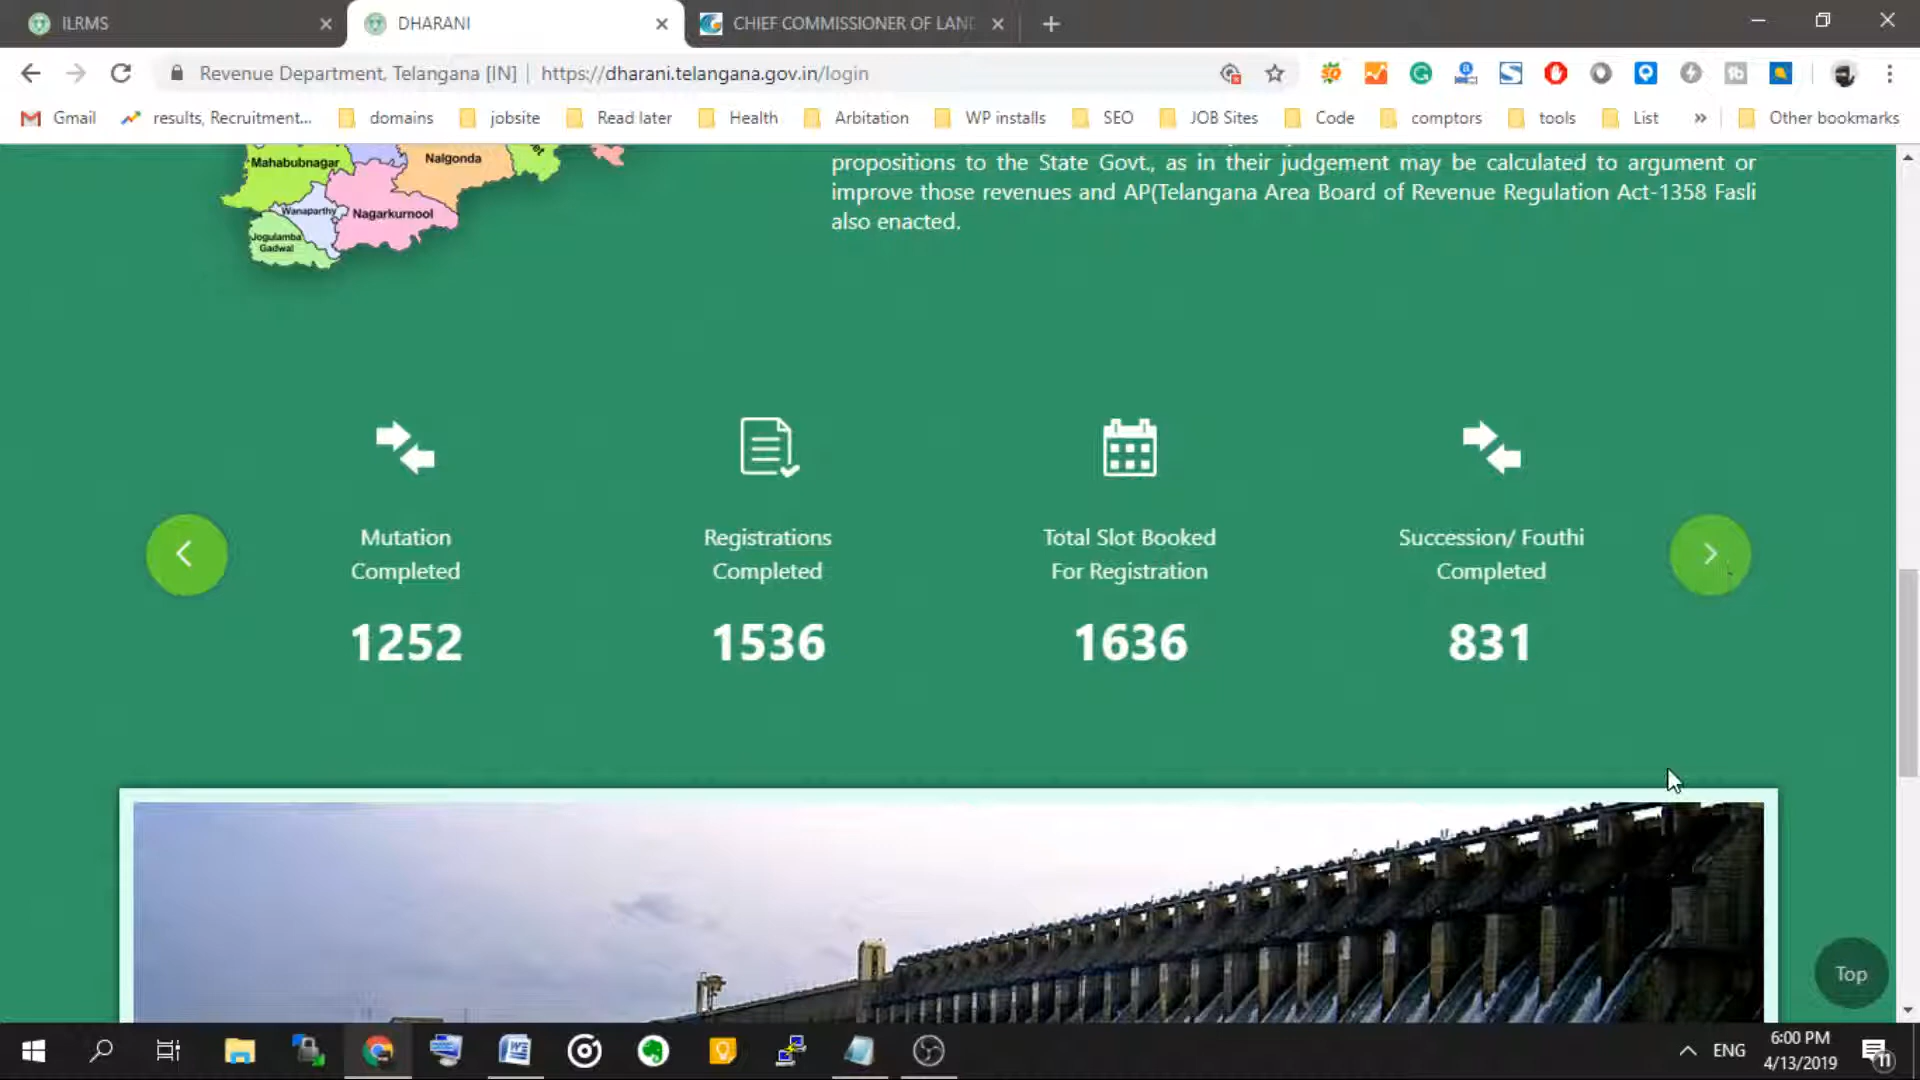 ILRMS
DHARANI
CHIEF COMMISSIONER OF LAND
Revenue Department, Telangana [IN] https://dharani.telangana.gov.in/login
Gmail results, Recruitment... domains jobsite Read later Health Arbitation WP installs SEO JOB Sites Code comptors tools List » Other bookmarks
Mahabubnagar
Nalgonda
Wanaparthy
Nagarkurnool
Jogulamba
Gadwal
propositions to the State Govt., as in their judgement may be calculated to argument or
improve those revenues and AP(Telangana Area Board of Revenue Regulation Act-1358 Fasli
also enacted.
Mutation
Completed
1252
Registrations
Completed
1536
Total Slot Booked
For Registration
1636
Succession/ Fouthi
Completed
831
Top
ENG
6:00 PM
4/13/2019
11